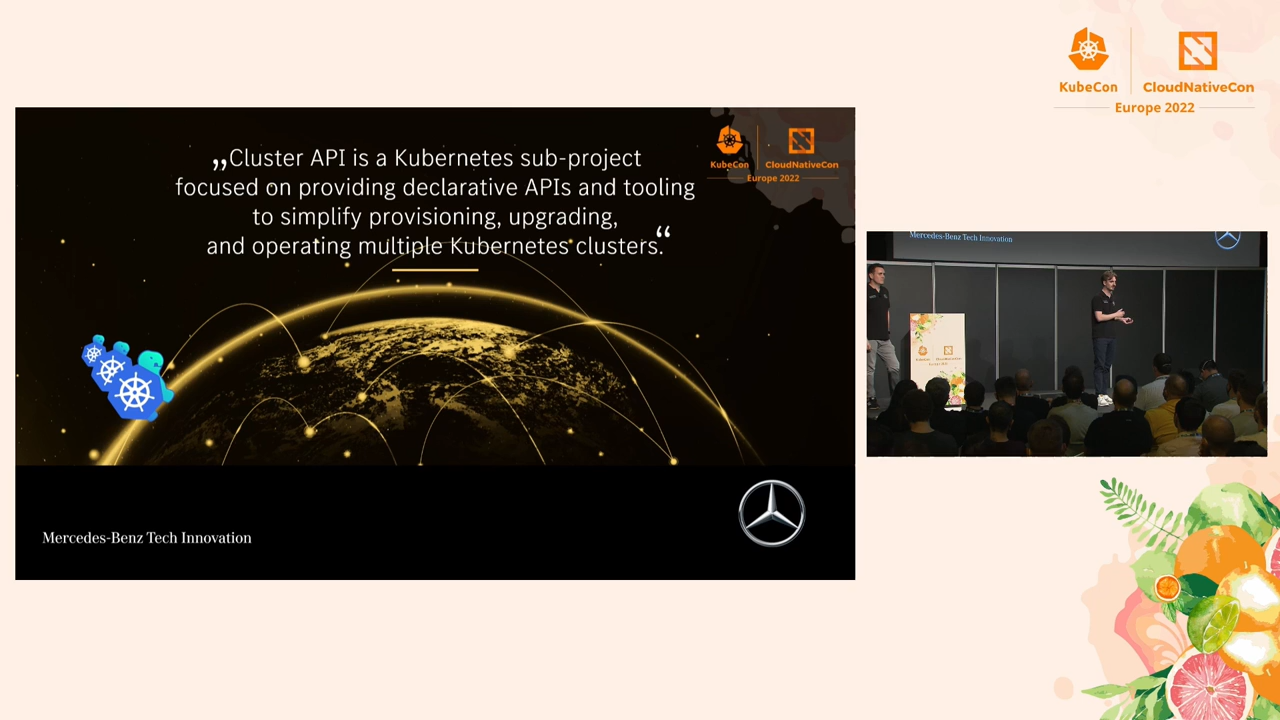 KubeCon
CloudNativeCon
Europe 2022
„Cluster API is a Kubernetes sub-project
focused on providing declarative APIs and tooling
to simplify provisioning, upgrading,
and operating multiple Kubernetes clusters.“
KubeCon
CloudNativeCon
Europe 2022
Mercedes-Benz Tech Innovation
Mercedes-Benz Tech Innovation